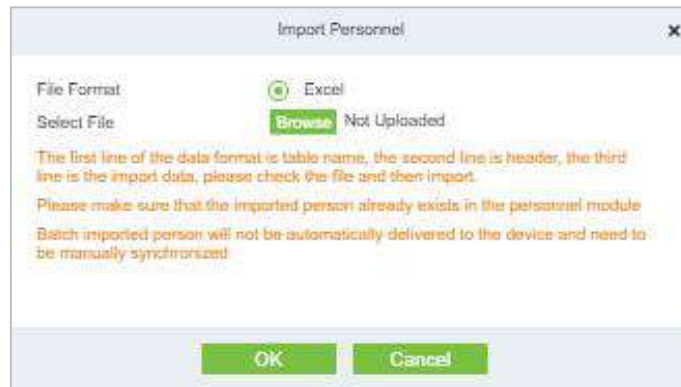 Import Personnel
File Format Excel
Select File Browse Not Uploaded
The first line of the data format is table name, the second line is header, the third
line is the import data, please check the file and then import.
Please make sure that the imported person already exists in the personnel module
Batch imported person will not be automatically delivered to the device and need to
be manually synchronized
OK Cancel